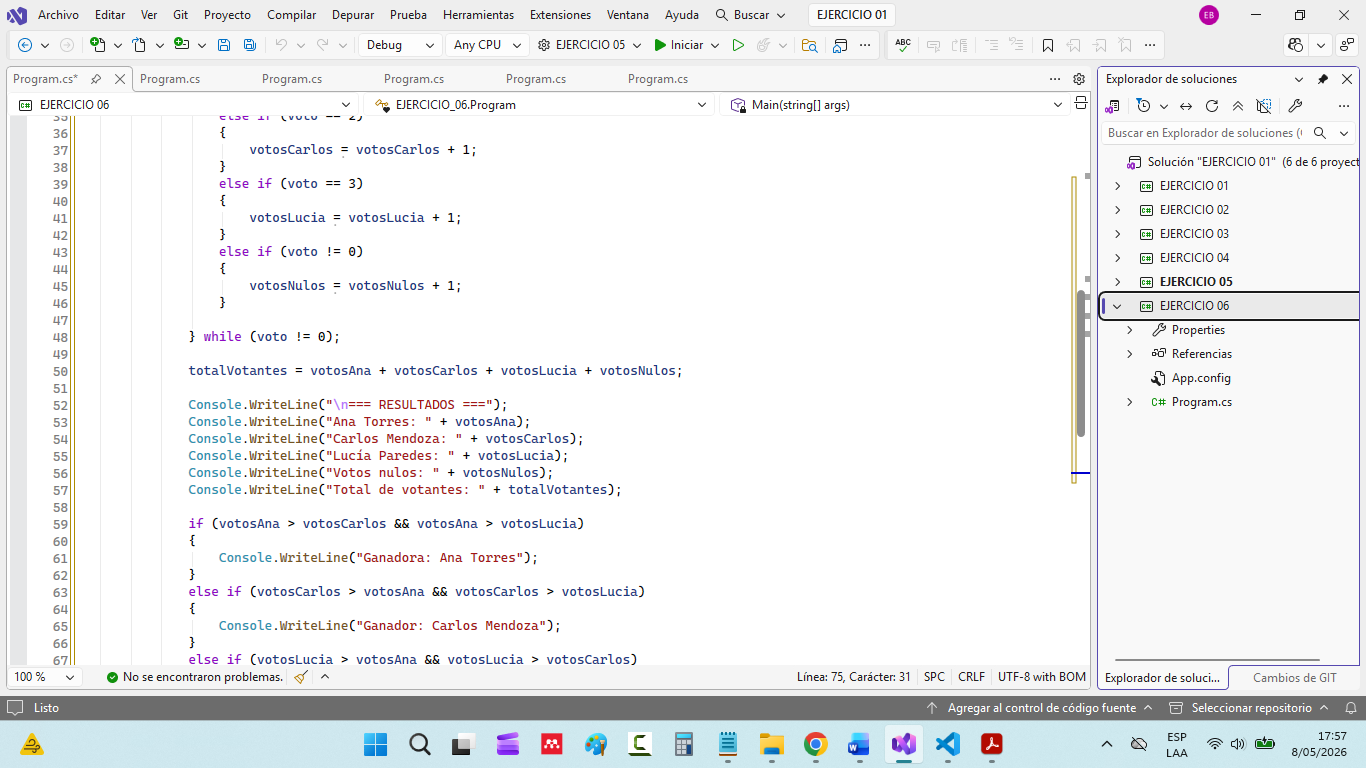 Archivo Editar Ver Git Proyecto Compilar Depurar Prueba Herramientas Extensiones Ventana Ayuda Buscar EJERCICIO 01 EB
Debug Any CPU EJERCICIO 05 Iniciar ABC
Program.cs* Program.cs Program.cs Program.cs Program.cs Program.cs
EJERCICIO 06 EJERCICIO_06.Program Main(string[] args)
35 else if (voto == 2)
36 {
37 votosCarlos = votosCarlos + 1;
38 }
39 else if (voto == 3)
40 {
41 votosLucia = votosLucia + 1;
42 }
43 else if (voto != 0)
44 {
45 votosNulos = votosNulos + 1;
46 }
47
48 } while (voto != 0);
49
50 totalVotantes = votosAna + votosCarlos + votosLucia + votosNulos;
51
52 Console.WriteLine("\n=== RESULTADOS ===");
53 Console.WriteLine("Ana Torres: " + votosAna);
54 Console.WriteLine("Carlos Mendoza: " + votosCarlos);
55 Console.WriteLine("Lucía Paredes: " + votosLucia);
56 Console.WriteLine("Votos nulos: " + votosNulos);
57 Console.WriteLine("Total de votantes: " + totalVotantes);
58
59 if (votosAna > votosCarlos && votosAna > votosLucia)
60 {
61 Console.WriteLine("Ganadora: Ana Torres");
62 }
63 else if (votosCarlos > votosAna && votosCarlos > votosLucia)
64 {
65 Console.WriteLine("Ganador: Carlos Mendoza");
66 }
67 else if (votosLucia > votosAna && votosLucia > votosCarlos)
100 % No se encontraron problemas. Línea: 75, Carácter: 31 SPC CRLF UTF-8 with BOM
Explorador de soluciones
Buscar en Explorador de soluciones (
Solución "EJERCICIO 01" (6 de 6 proyect
EJERCICIO 01
EJERCICIO 02
EJERCICIO 03
EJERCICIO 04
EJERCICIO 05
EJERCICIO 06
Properties
Referencias
App.config
C# Program.cs
Explorador de soluci... Cambios de GIT
Listo Agregar al control de código fuente Seleccionar repositorio
ESP
LAA
17:57
8/05/2026